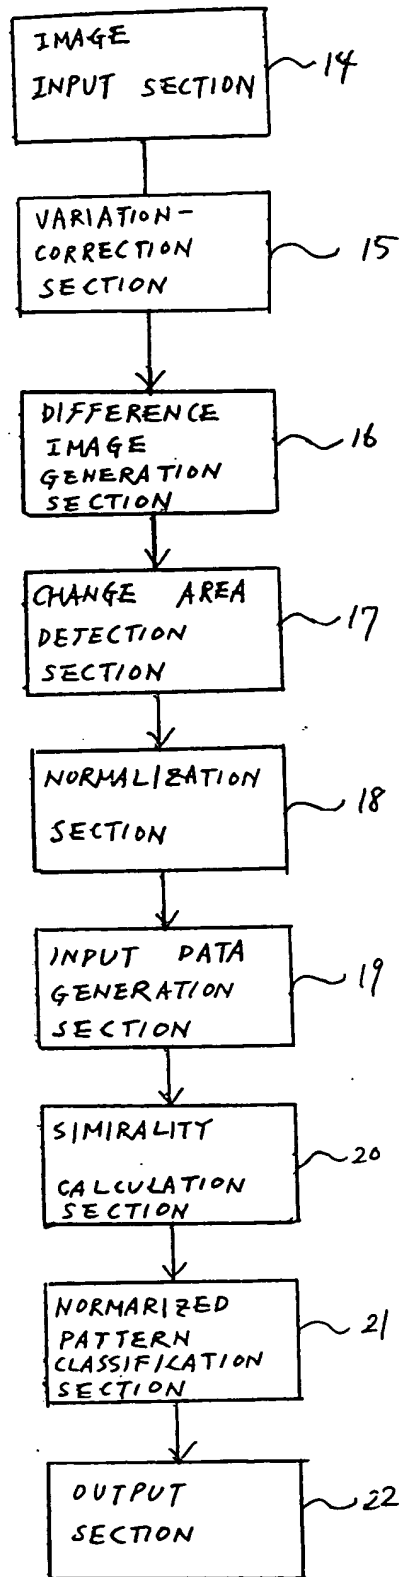 IMAGE
INPUT SECTION
14
VARIATION-
CORRECTION
SECTION
15
DIFFERENCE
IMAGE
GENERATION
SECTION
16
CHANGE AREA
DETECTION
SECTION
17
NORMALIZATION
SECTION
18
INPUT DATA
GENERATION
SECTION
19
SIMIRALITY
CALCULATION
SECTION
20
NORMARIZED
PATTERN
CLASSIFICATION
SECTION
21
OUTPUT
SECTION
22